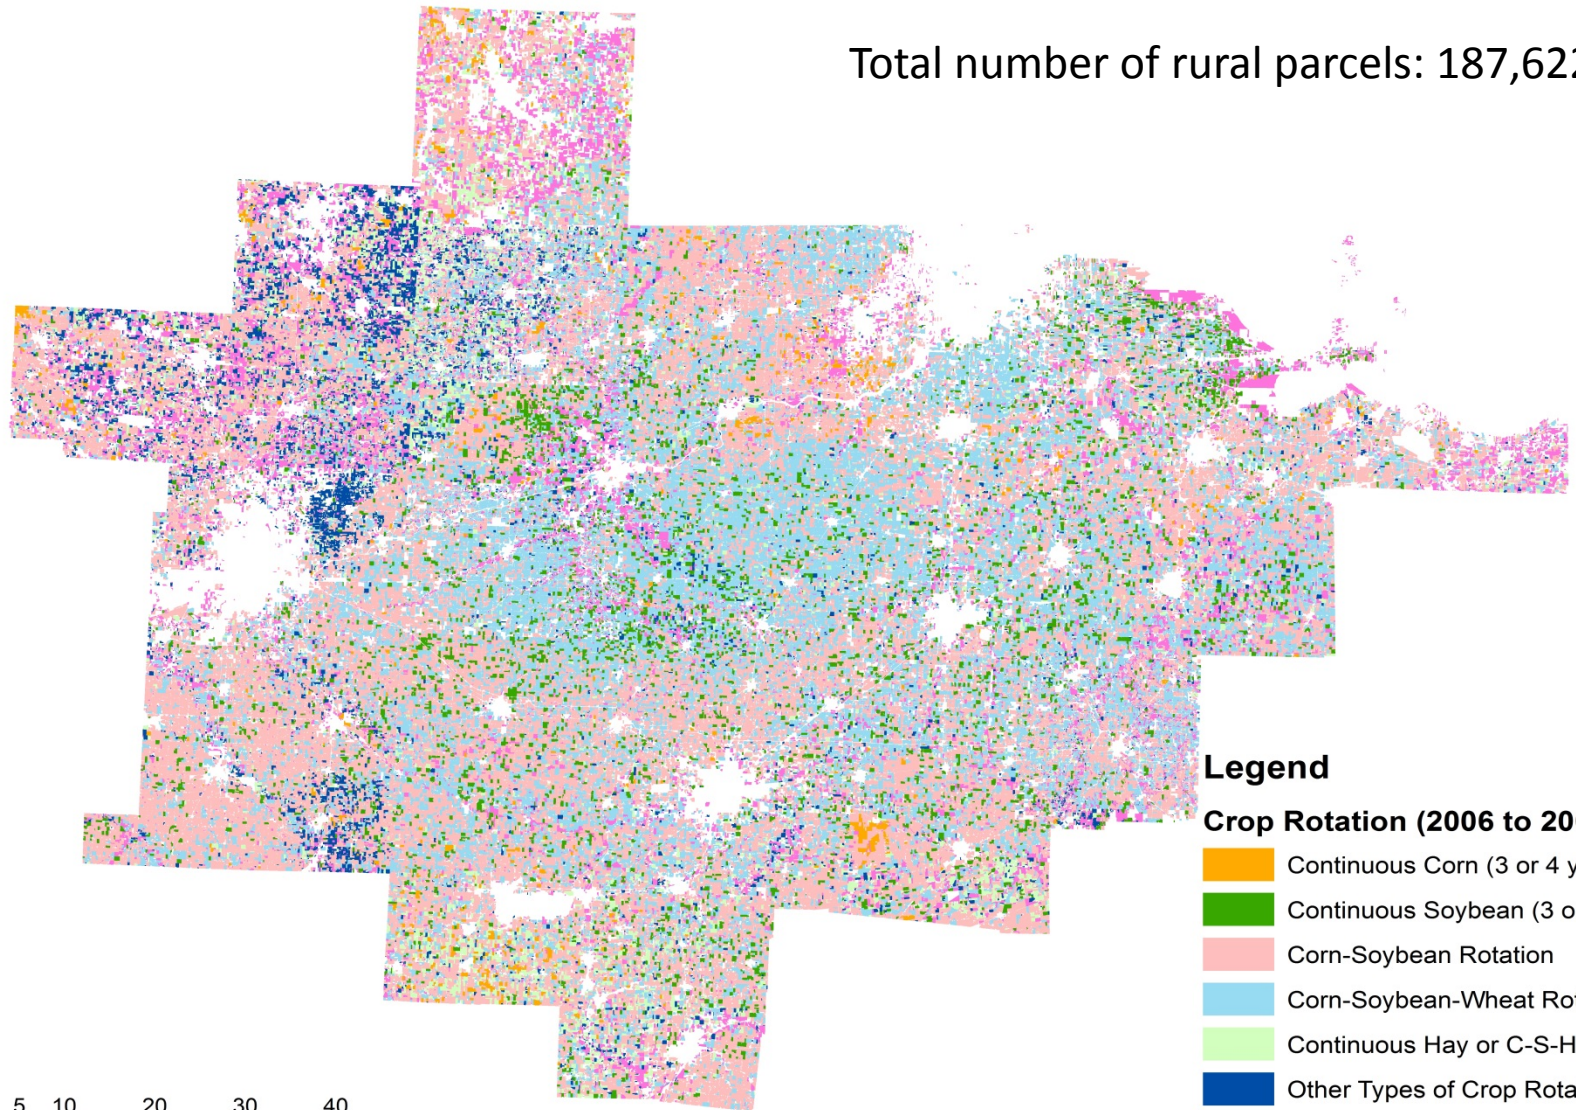 Total number of rural parcels: 187,622
Legend
Crop Rotation (2006 to 20
Continuous Corn (3 or 4 y
Continuous Soybean (3 o
Corn-Soybean Rotation
Corn-Soybean-Wheat Ro
Continuous Hay or C-S-H
Other Types of Crop Rota
5 10 20 30 40